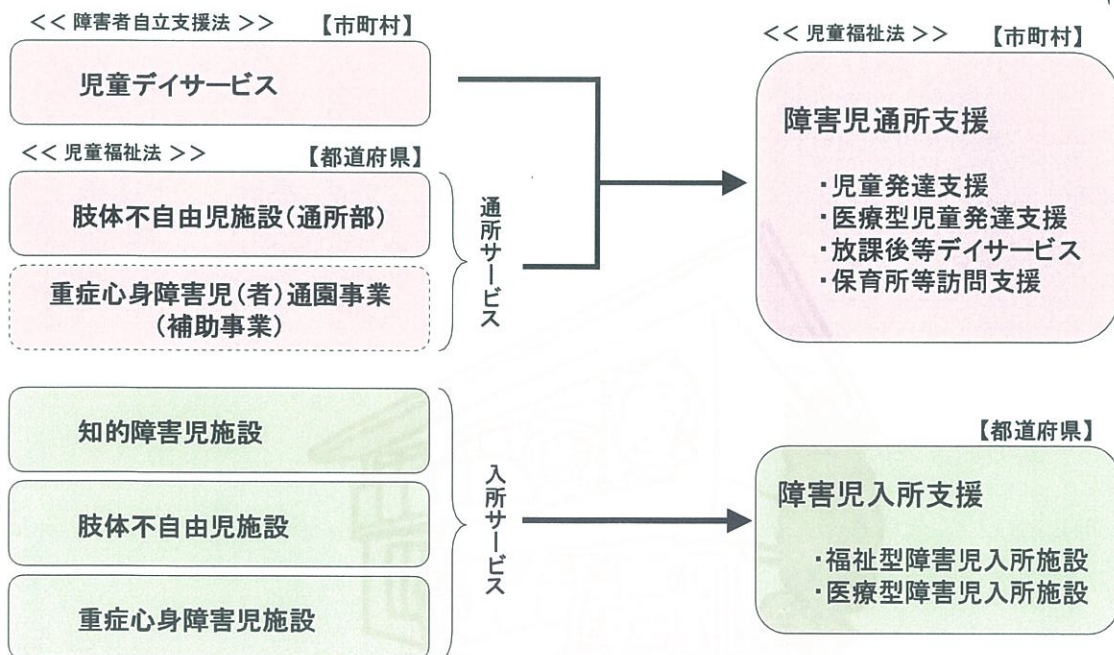 << 障害者自立支援法 >> 【市町村】
児童デイサービス
<< 児童福祉法 >> 【都道府県】
肢体不自由児施設(通所部)
重症心身障害児(者)通園事業
(補助事業)
通所サービス
知的障害児施設
肢体不自由児施設
重症心身障害児施設
入所サービス
<< 児童福祉法 >> 【市町村】
障害児通所支援
・児童発達支援
・医療型児童発達支援
・放課後等デイサービス
・保育所等訪問支援
【都道府県】
障害児入所支援
・福祉型障害児入所施設
・医療型障害児入所施設